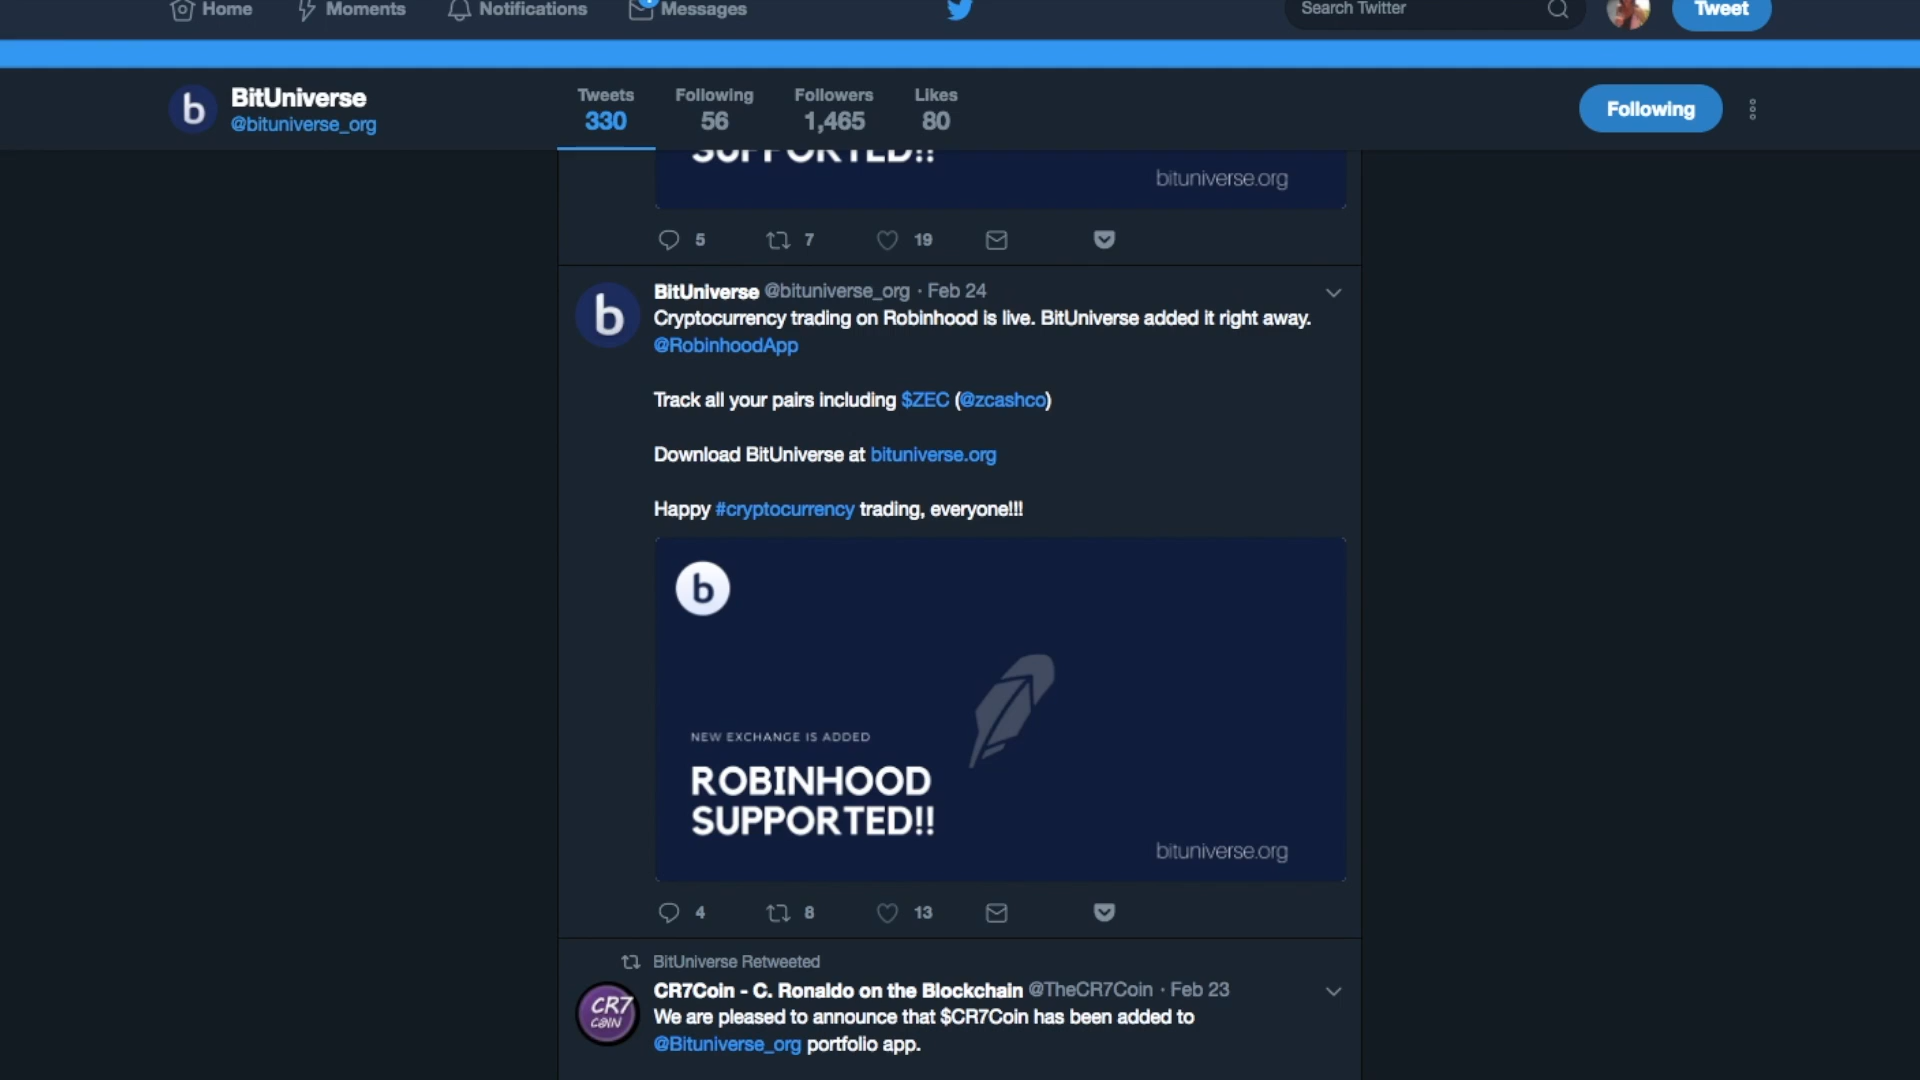 Home Moments Notifications Messages Search Twitter Tweet
b BitUniverse
@bituniverse_org
Tweets Following Followers Likes
330 56 1,465 80
Following
SUPPORTED!!
bituniverse.org
5 7 19
b BitUniverse @bituniverse_org · Feb 24
Cryptocurrency trading on Robinhood is live. BitUniverse added it right away.
@RobinhoodApp
Track all your pairs including $ZEC (@zcashco)
Download BitUniverse at bituniverse.org
Happy #cryptocurrency trading, everyone!!!
b
NEW EXCHANGE IS ADDED
ROBINHOOD
SUPPORTED!!
bituniverse.org
4 8 13
BitUniverse Retweeted
CR7Coin - C. Ronaldo on the Blockchain @TheCR7Coin · Feb 23
CR7
COIN
We are pleased to announce that $CR7Coin has been added to
@Bituniverse_org portfolio app.